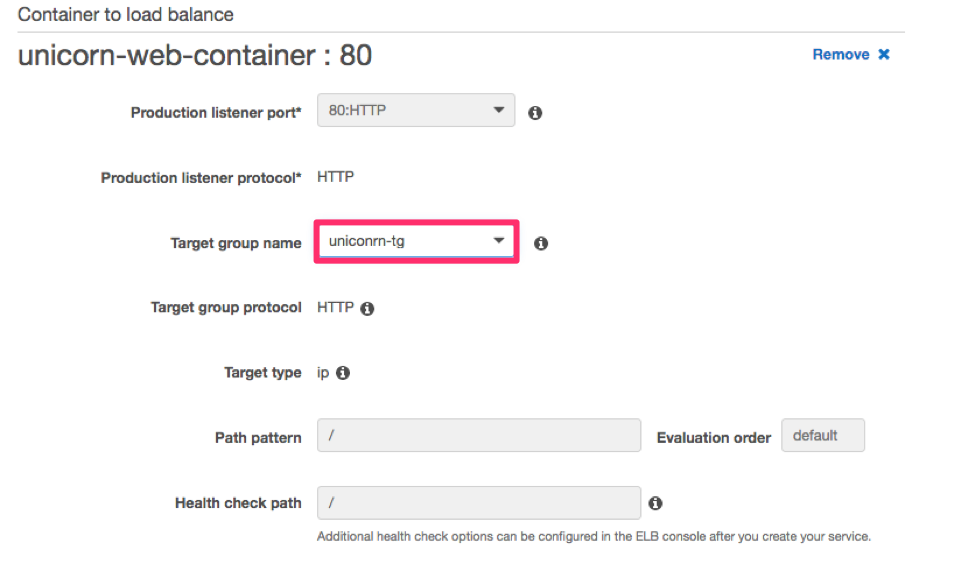 Container to load balance
unicorn-web-container : 80 Remove ✖
Production listener port* 80:HTTP
Production listener protocol* HTTP
Target group name uniconrn-tg
Target group protocol HTTP
Target type ip
Path pattern / Evaluation order default
Health check path /
Additional health check options can be configured in the ELB console after you create your service.